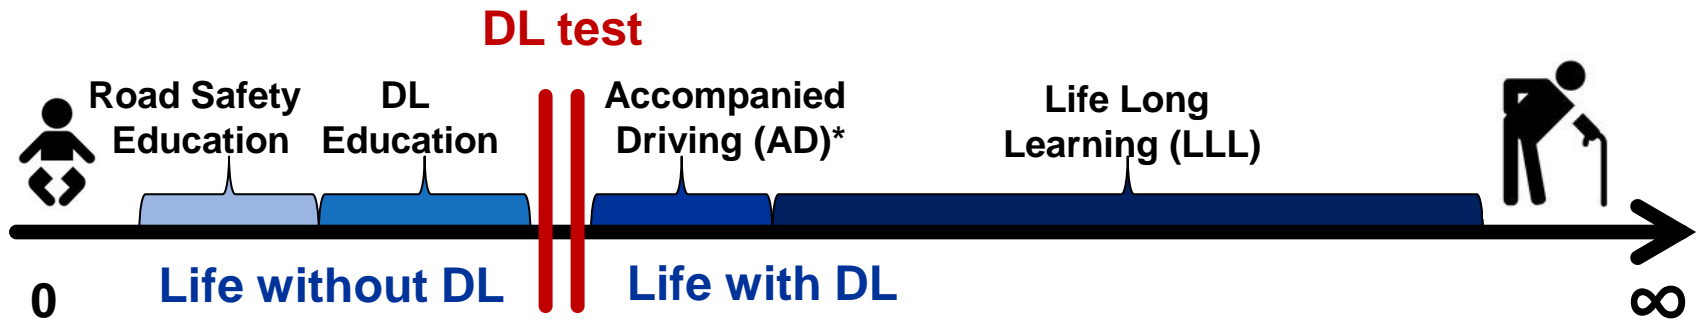 DL test
Road Safety
Education
DL
Education
Accompanied
Driving (AD)*
Life Long
Learning (LLL)
0
Life without DL
Life with DL
∞